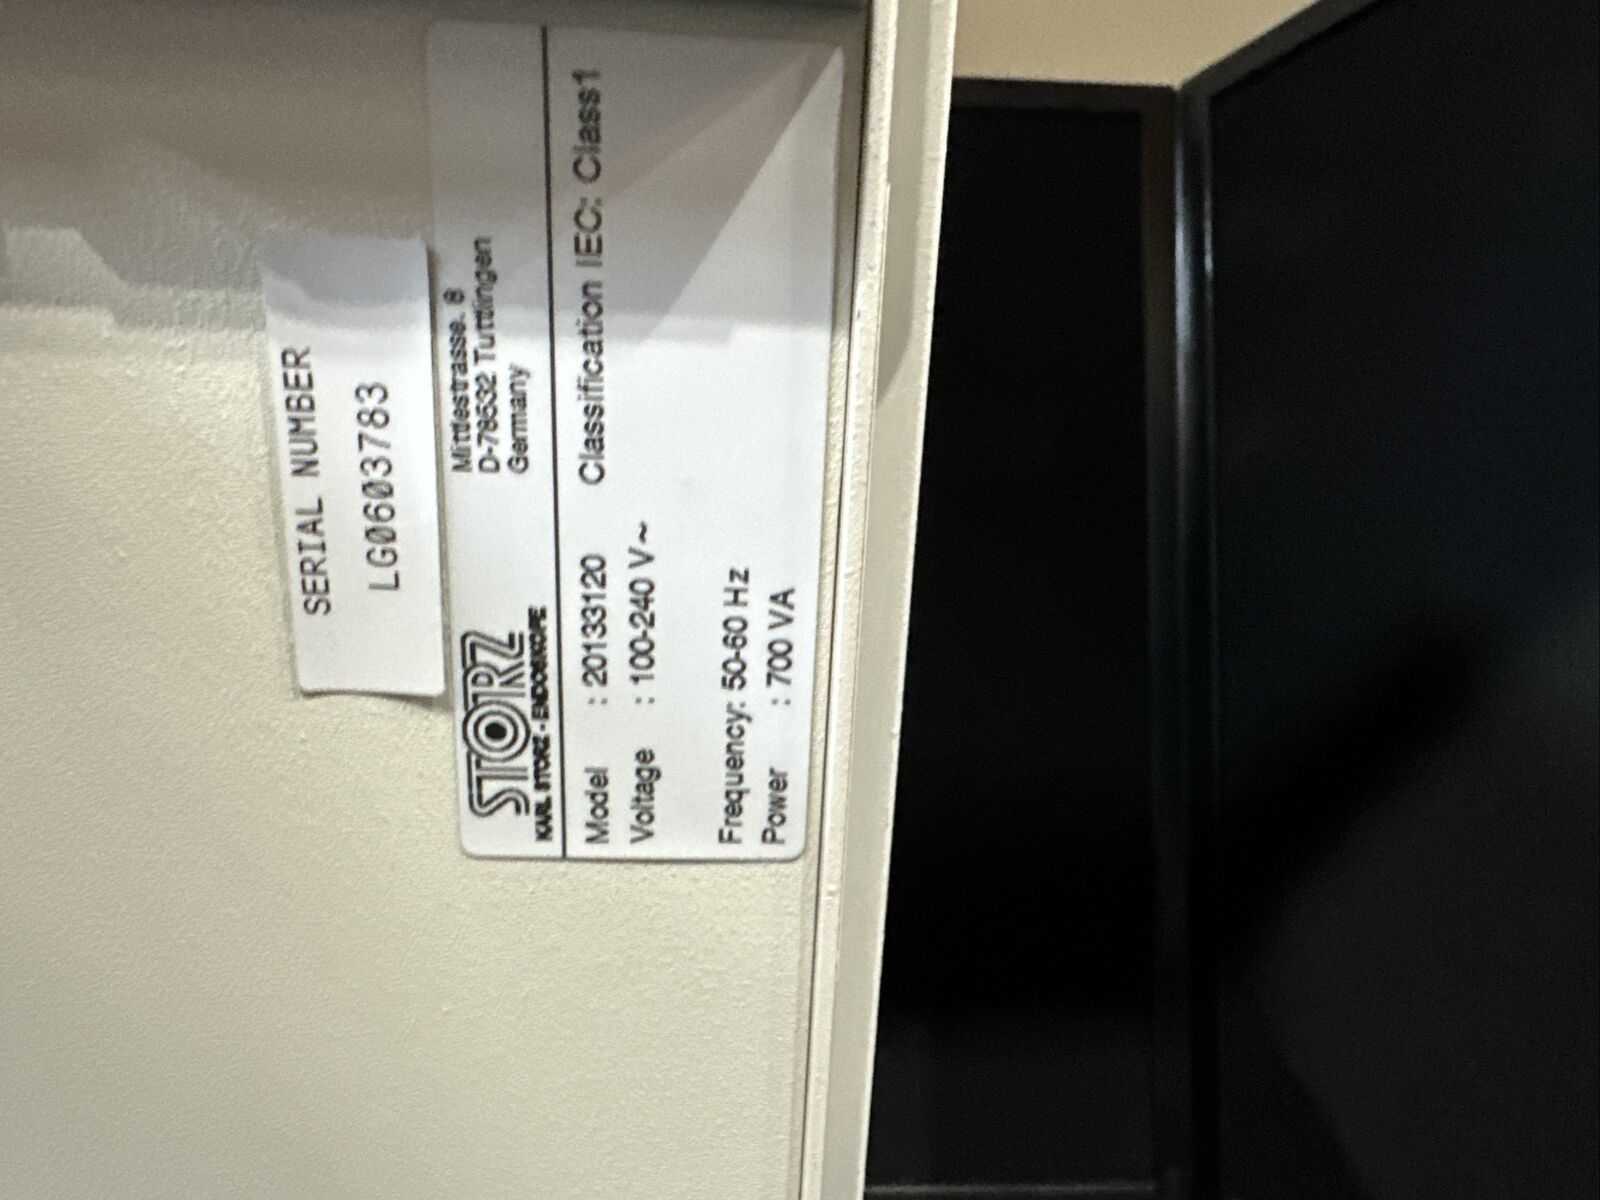 SERIAL NUMBER
LG0603783
STORZ
KARL STORZ - ENDOSKOPE
Mittlestrasse. 8
D-78532 Tuttlingen
Germany
Model : 20133120 Classification IEC: Class1
Voltage : 100-240 V~
Frequency: 50-60 Hz
Power : 700 VA